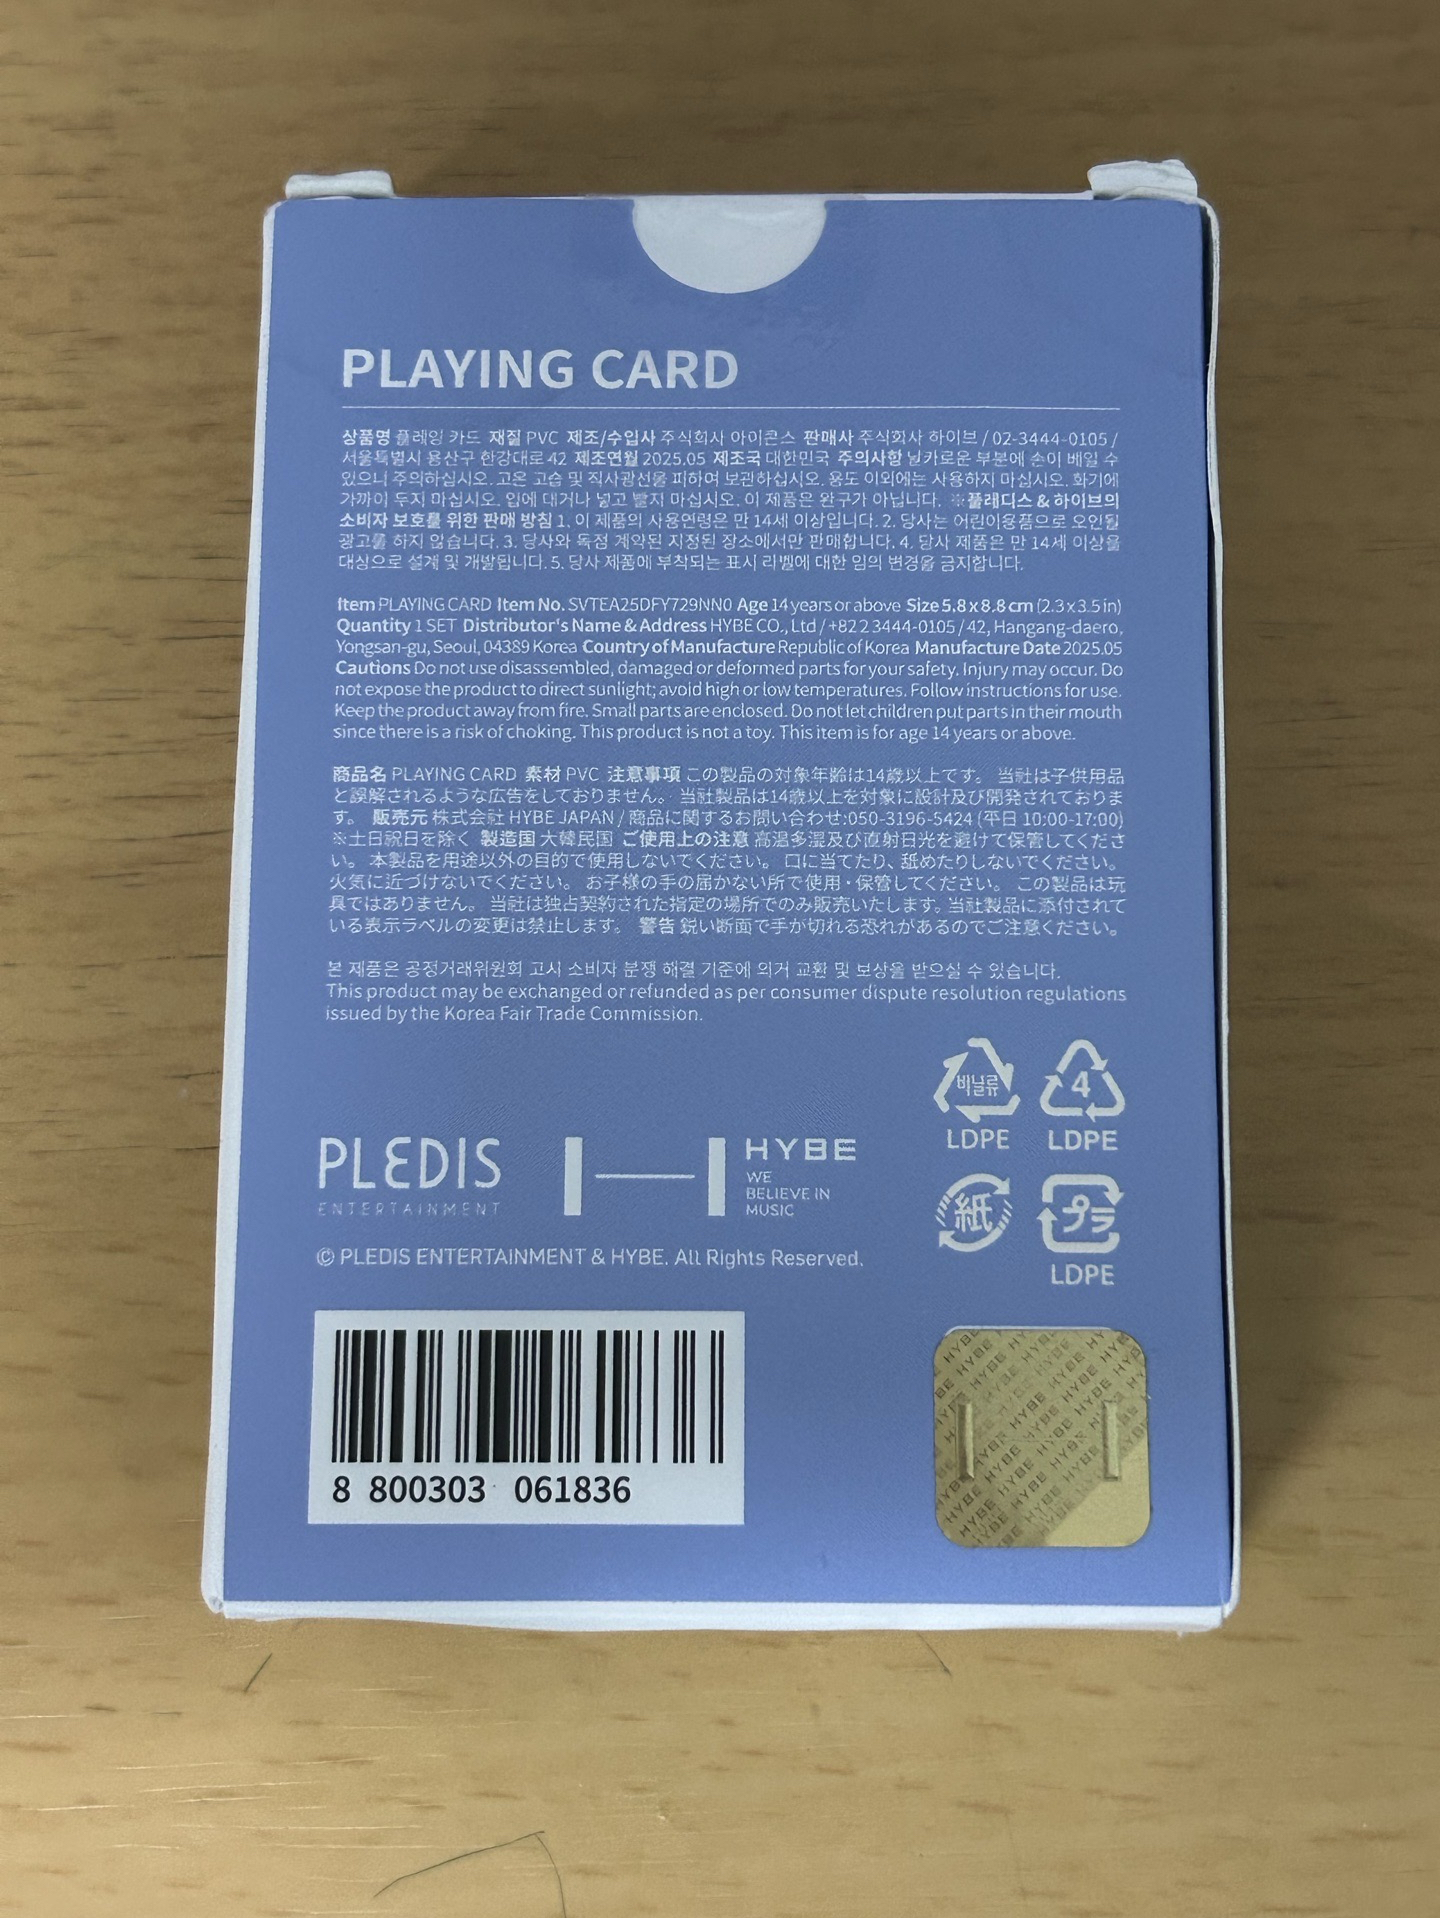 PLAYING CARD
상품명 플레잉 카드 재질 PVC 제조/수입사 주식회사 아이콘스 판매사 주식회사 하이브 / 02-3444-0105 /
서울특별시 용산구 한강대로 42 제조연월 2025.05 제조국 대한민국 주의사항 날카로운 부분에 손이 베일 수
있으니 주의하십시오. 고온 고습 및 직사광선을 피하여 보관하십시오. 용도 이외에는 사용하지 마십시오. 화기에
가까이 두지 마십시오. 입에 대거나 넣고 빨지 마십시오. 이 제품은 완구가 아닙니다. ※플레디스 & 하이브의
소비자 보호를 위한 판매 방침 1. 이 제품의 사용연령은 만 14세 이상입니다. 2. 당사는 어린이용품으로 오인될
광고를 하지 않습니다. 3. 당사와 독점 계약된 지정된 장소에서만 판매합니다. 4. 당사 제품은 만 14세 이상을
대상으로 설계 및 개발됩니다. 5. 당사 제품에 부착되는 표시 라벨에 대한 임의 변경을 금지합니다.
Item PLAYING CARD Item No. SVTEA25DFY729NN0 Age 14 years or above Size 5.8 x 8.8 cm (2.3 x 3.5 in)
Quantity 1 SET Distributor's Name & Address HYBE CO., Ltd / +82 2 3444-0105 / 42, Hangang-daero,
Yongsan-gu, Seoul, 04389 Korea Country of Manufacture Republic of Korea Manufacture Date 2025.05
Cautions Do not use disassembled, damaged or deformed parts for your safety. Injury may occur. Do
not expose the product to direct sunlight; avoid high or low temperatures. Follow instructions for use.
Keep the product away from fire. Small parts are enclosed. Do not let children put parts in their mouth
since there is a risk of choking. This product is not a toy. This item is for age 14 years or above.
商品名 PLAYING CARD 素材 PVC 注意事項 この製品の対象年齢は14歳以上てす。 当社は子供用品
と誤解されるような広告をしておりません。 当社製品は14歳以上を対象に設計及び開発されておりま
す。 販売元 株式会社 HYBE JAPAN / 商品に関するお問い合わせ:050-3196-5424 (平日 10:00-17:00)
※土日祝日を除く 製造国 大韓民国 ご使用上の注意 高温多湿及び直射日光を避けて保管してくださ
い。 本製品を用途以外の目的で使用しないでください。 口に当てたり、舐めたりしないでください。
火気に近づけないでください。 お子様の手の届かない所で使用・保管してください。 この製品は玩
具ではありません。 当社は独占契約された指定の場所でのみ販売いたします。当社製品に添付されて
いる表示ラベルの変更は禁止します。 警告 鋭い断面で手が切れる恐れがあるのでご注意ください。
본 제품은 공정거래위원회 고시 소비자 분쟁 해결 기준에 의거 교환 및 보상을 받으실 수 있습니다.
This product may be exchanged or refunded as per consumer dispute resolution regulations
issued by the Korea Fair Trade Commission.
비닐류 4
LDPE LDPE
PLEDIS HYBE
ENTERTAINMENT WE
BELIEVE IN
MUSIC
紙 プラ
LDPE
© PLEDIS ENTERTAINMENT & HYBE. All Rights Reserved.
8 800303 061836
HYBE